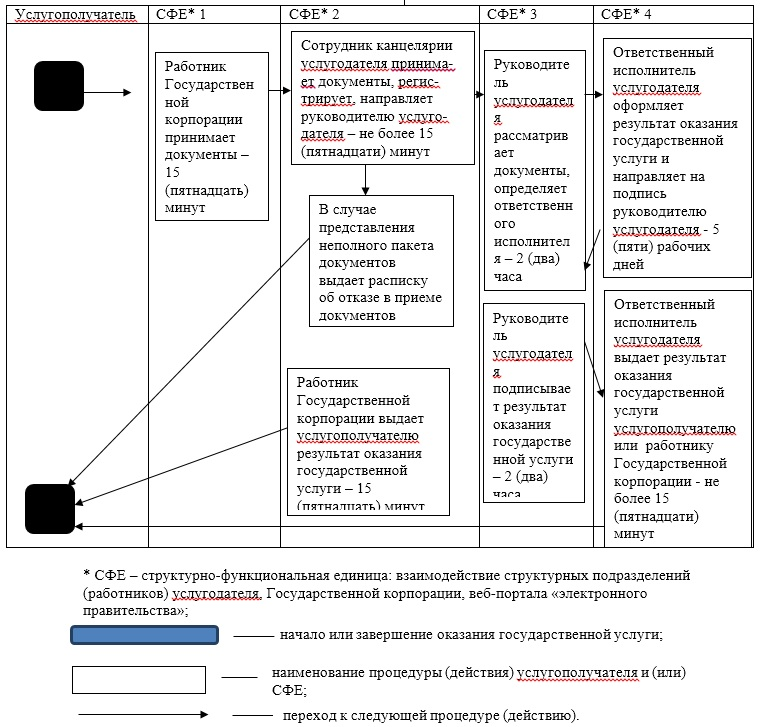 Услугополучатель
СФЕ* 1
СФЕ* 2
СФЕ* 3
СФЕ* 4
Работник
Государствен
ной
корпорации
принимает
документы –
15
(пятнадцать)
минут
Сотрудник канцелярии
услугодателя принима-
ет документы, регис-
трирует, направляет
руководителю услуго-
дателя – не более 15
(пятнадцати) минут
В случае
представления
неполного пакета
документов
выдает расписку
об отказе в приеме
документов
Работник
Государственной
корпорации выдает
услугополучателю
результат оказания
государственной
услуги – 15
(пятнадцать) минут
Руководите
ль
услугодател
я
рассматрив
ает
документы,
определяет
ответственн
ого
исполнител
я – 2 (два)
часа
Руководите
ль
услугодател
я
подписывае
т результат
оказания
государстве
нной услуги
– 2 (два)
часа
Ответственный
исполнитель
услугодателя
оформляет
результат оказания
государственной
услуги и
направляет на
подпись
руководителю
услугодателя - 5
(пяти) рабочих
дней
Ответственный
исполнитель
услугодателя
выдает результат
оказания
государственной
услуги
услугополучателю
или работнику
Государственной
корпорации - не
более 15
(пятнадцати)
минут
* СФЕ – структурно-функциональная единица: взаимодействие структурных подразделений
(работников) услугодателя, Государственной корпорации, веб-портала «электронного
правительства»;
начало или завершение оказания государственной услуги;
наименование процедуры (действия) услугополучателя и (или)
СФЕ;
переход к следующей процедуре (действию).